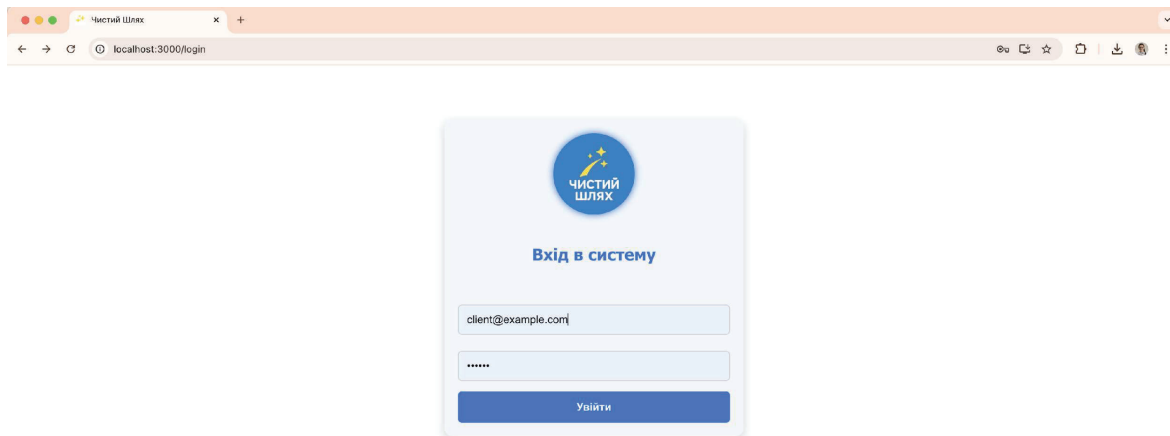 Чистий Шлях
localhost:3000/login
ЧИСТИЙ
ШЛЯХ
Вхід в систему
client@example.com
••••••
Увійти